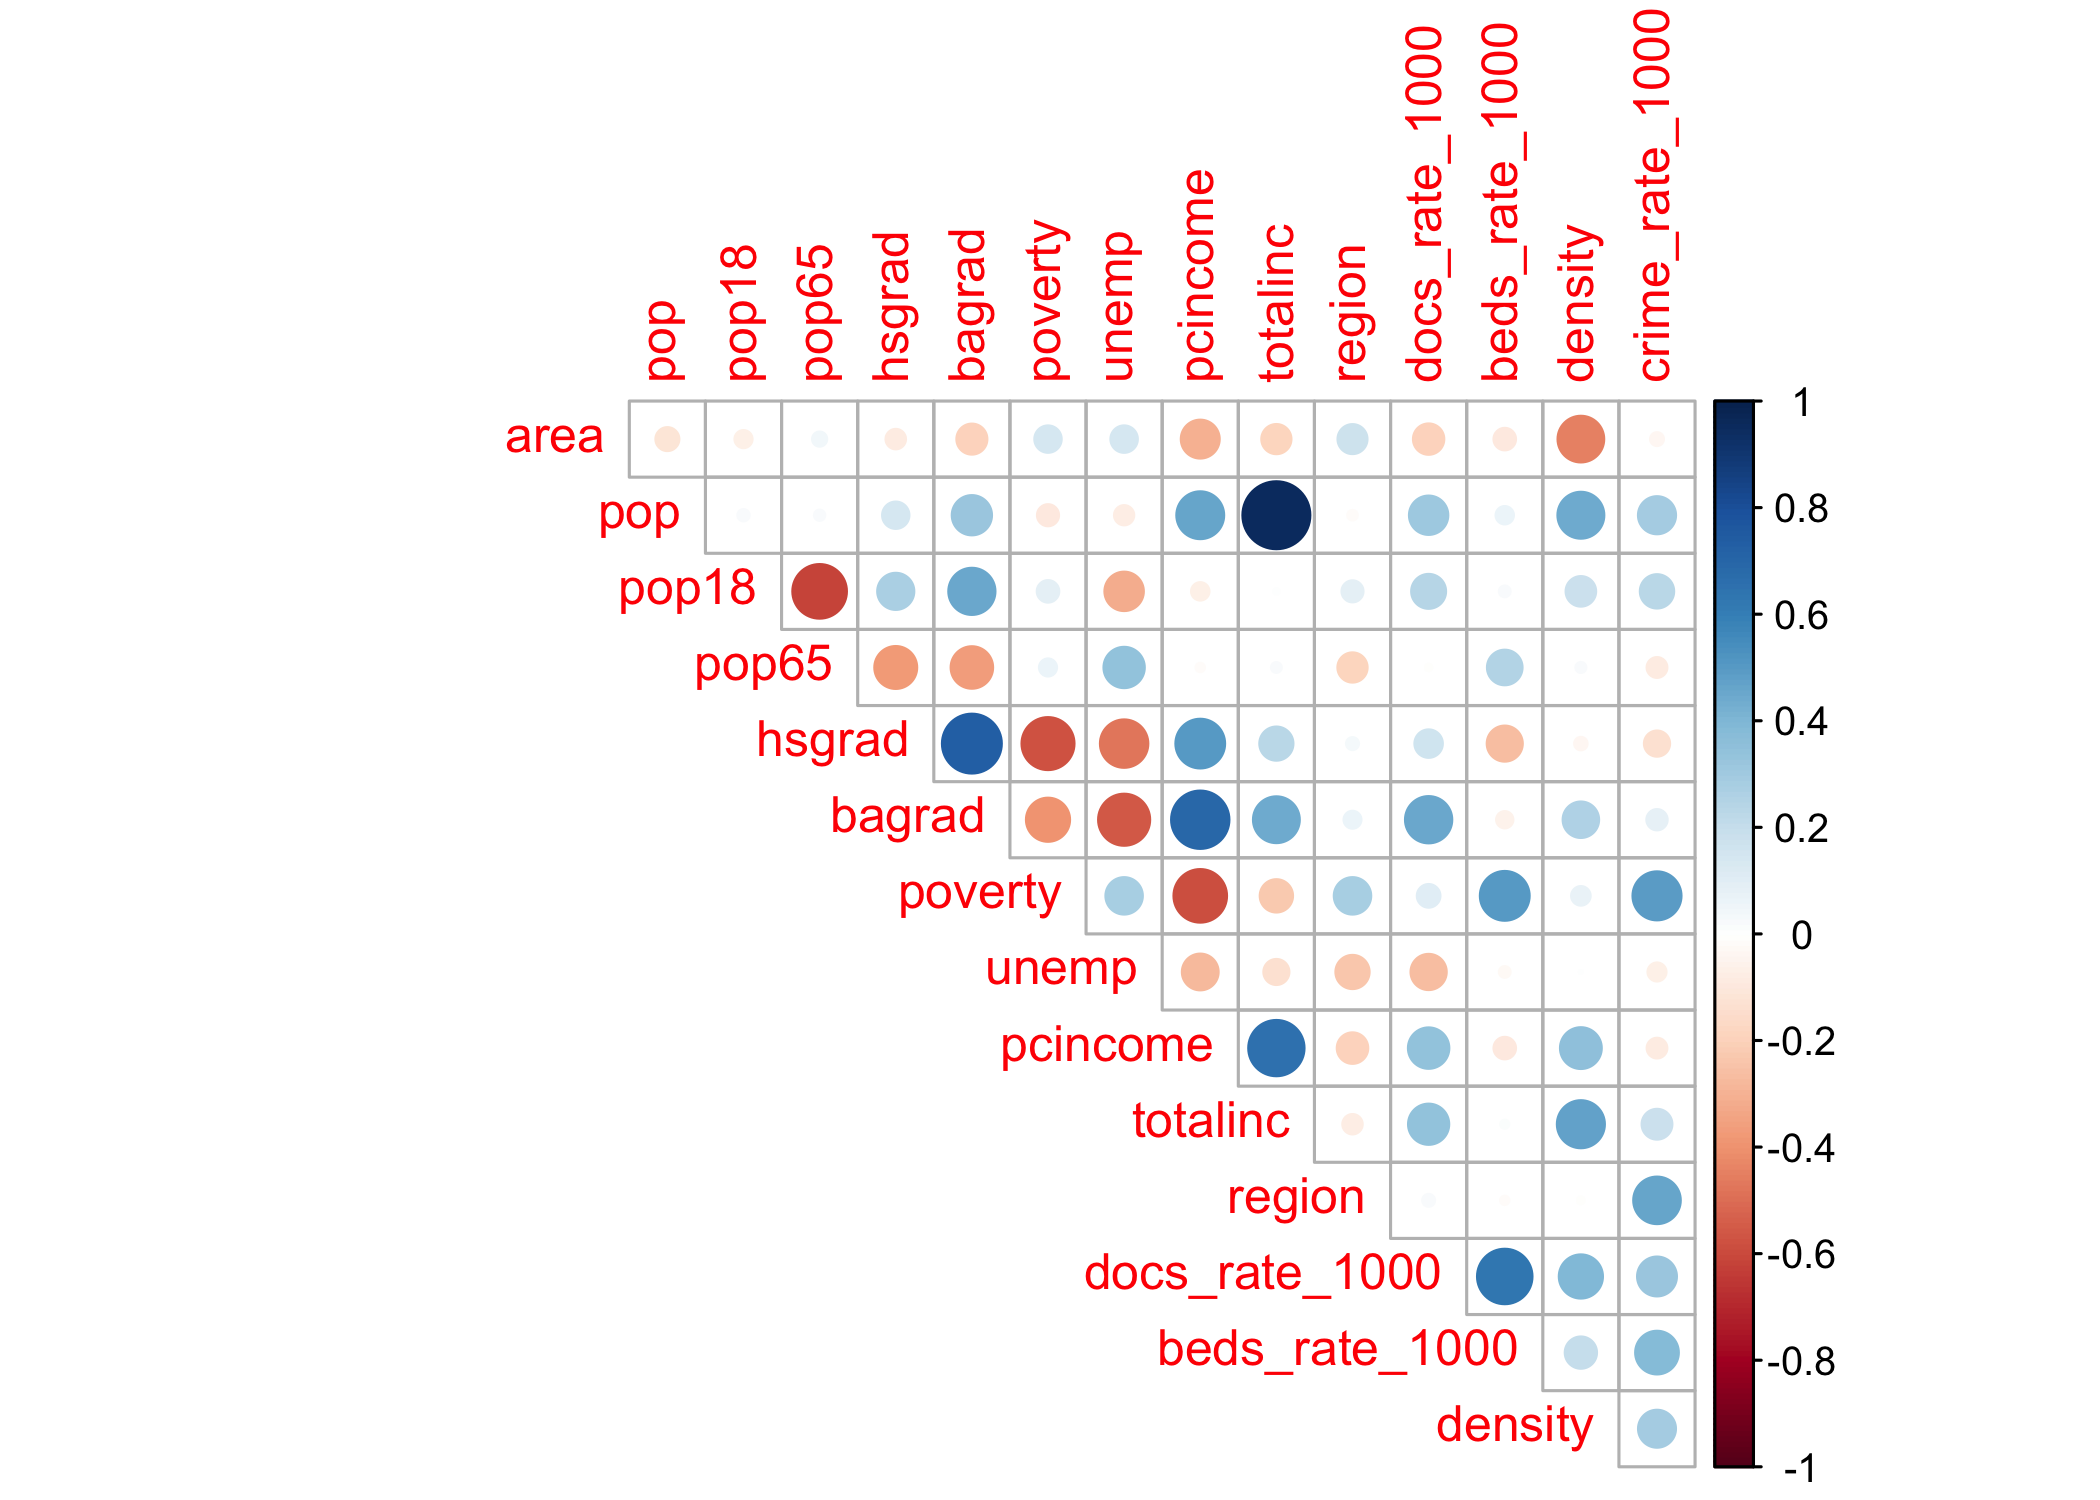 pop
pop18
pop65
hsgrad
bagrad
poverty
unemp
pcincome
totalinc
region
docs_rate_1000
beds_rate_1000
density
crime_rate_1000
area
pop
pop18
pop65
hsgrad
bagrad
poverty
unemp
pcincome
totalinc
region
docs_rate_1000
beds_rate_1000
density
1
0.8
0.6
0.4
0.2
0
-0.2
-0.4
-0.6
-0.8
-1